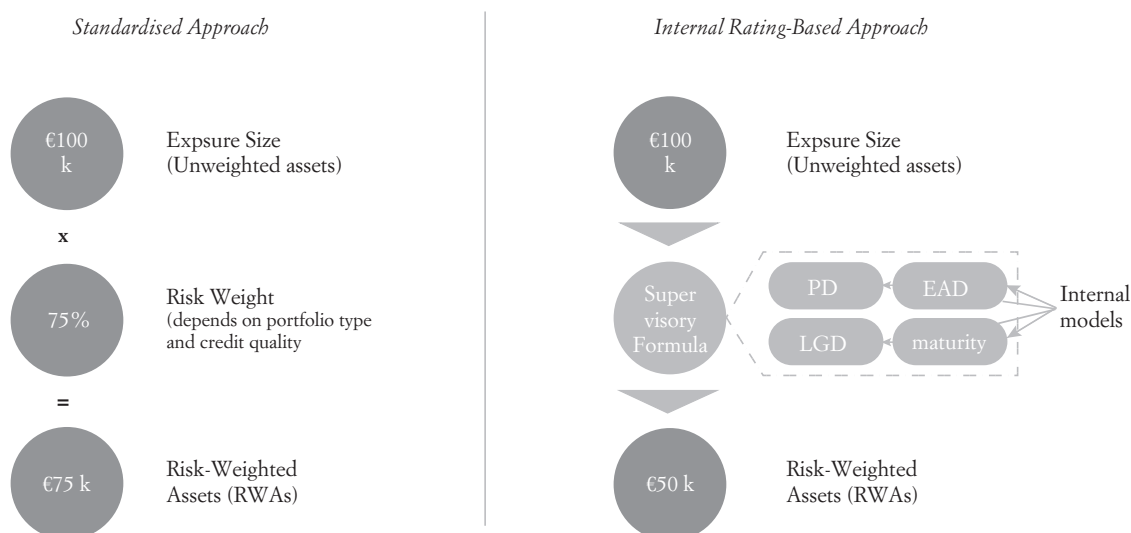 Standardised Approach
€100
k
Expsure Size
(Unweighted assets)
x
75%
Risk Weight
(depends on portfolio type
and credit quality
=
€75 k
Risk-Weighted
Assets (RWAs)
Internal Rating-Based Approach
€100
k
Expsure Size
(Unweighted assets)
Super
visory
Formula
PD
EAD
LGD
maturity
Internal
models
€50 k
Risk-Weighted
Assets (RWAs)